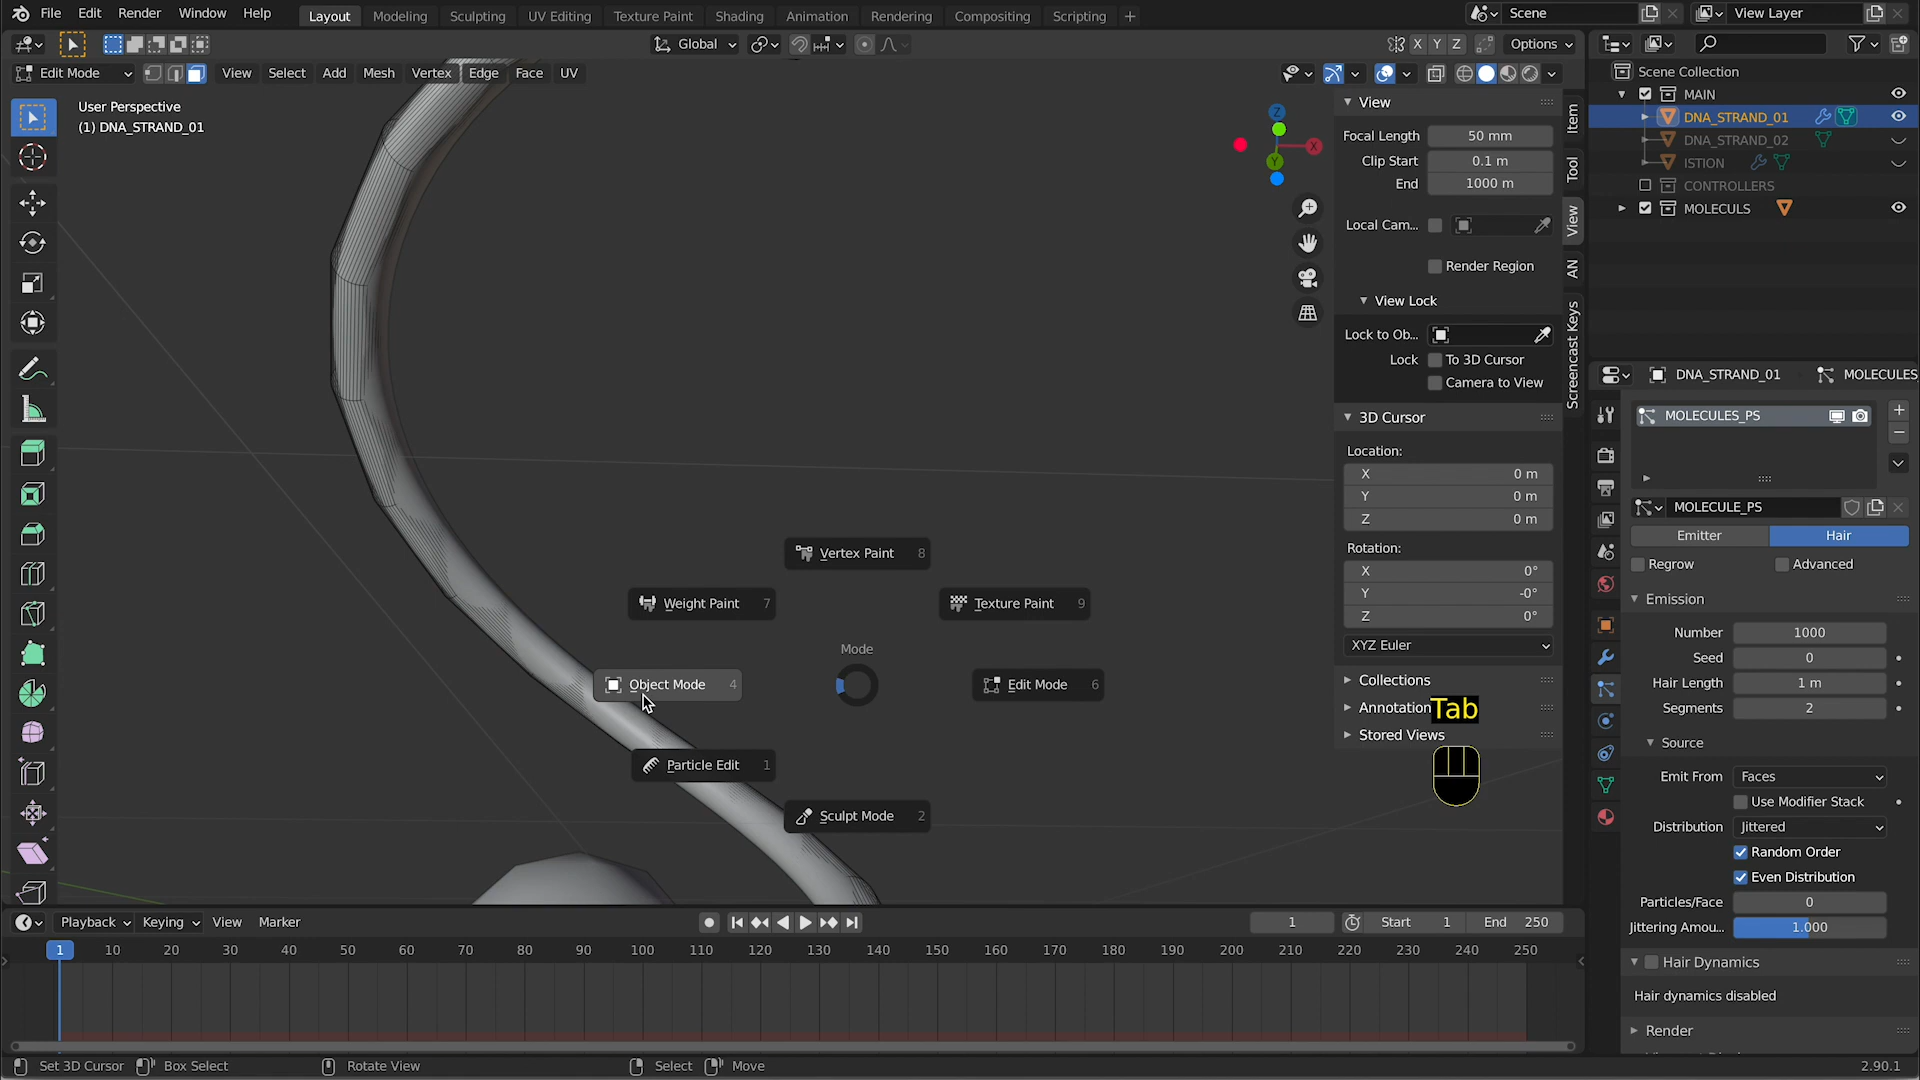 File Edit Render Window Help Layout Modeling Sculpting UV Editing Texture Paint Shading Animation Rendering Compositing Scripting + Scene View Layer
Global X Y Z Options
Edit Mode View Select Add Mesh Vertex Edge Face UV
User Perspective
(1) DNA_STRAND_01
X
Y
Z
View
Focal Length 50 mm
Clip Start 0.1 m
End 1000 m
Local Cam...
Render Region
View Lock
Lock to Ob...
Lock To 3D Cursor
Camera to View
3D Cursor
Location:
X 0 m
Y 0 m
Z 0 m
Rotation:
X 0°
Y -0°
Z 0°
XYZ Euler
Collections
Annotation
Stored Views
Tab
Item
Tool
View
AN
Screencast Keys
Vertex Paint 8
Weight Paint 7
Texture Paint 9
Mode
Object Mode 4
Edit Mode 6
Particle Edit 1
Sculpt Mode 2
Scene Collection
MAIN
DNA_STRAND_01
DNA_STRAND_02
ISTION
CONTROLLERS
MOLECULS
DNA_STRAND_01 MOLECULES
MOLECULES_PS
MOLECULE_PS
Emitter Hair
Regrow Advanced
Emission
Number 1000
Seed 0
Hair Length 1 m
Segments 2
Source
Emit From Faces
Use Modifier Stack
Distribution Jittered
Random Order
Even Distribution
Particles/Face 0
Jittering Amou... 1.000
Hair Dynamics
Hair dynamics disabled
Render
Playback Keying View Marker 1 Start 1 End 250
1 10 20 30 40 50 60 70 80 90 100 110 120 130 140 150 160 170 180 190 200 210 220 230 240 250
Set 3D Cursor Box Select Rotate View Select Move 2.90.1